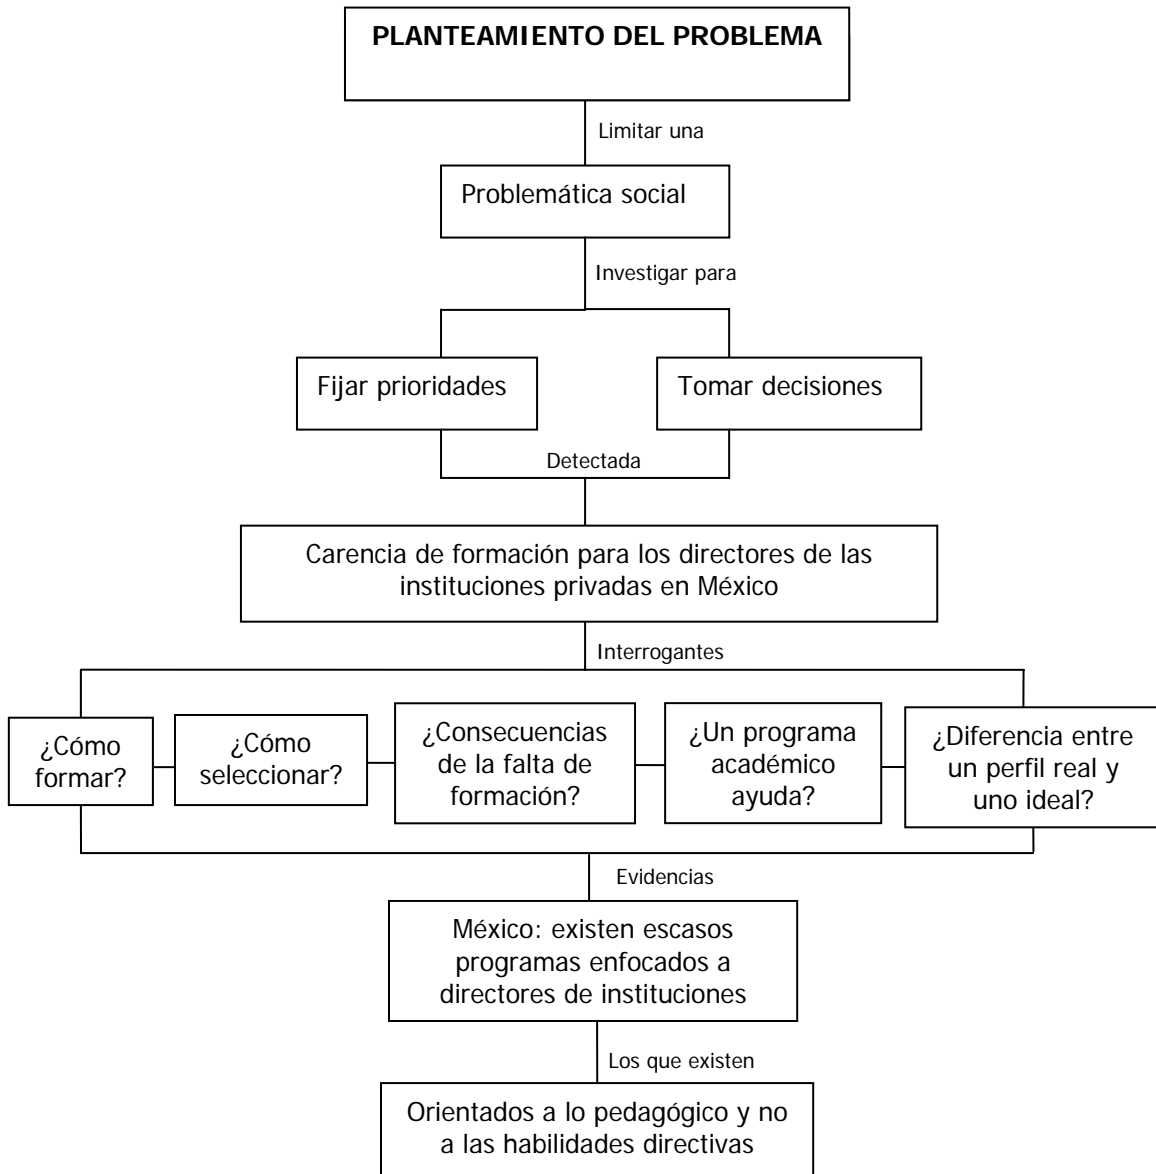 PLANTEAMIENTO DEL PROBLEMA
Limitar una
Problemática social
Investigar para
Fijar prioridades
Tomar decisiones
Detectada
Carencia de formación para los directores de las
instituciones privadas en México
Interrogantes
¿Cómo
formar?
¿Cómo
seleccionar?
¿Consecuencias
de la falta de
formación?
¿Un programa
académico
ayuda?
¿Diferencia entre
un perfil real y
uno ideal?
Evidencias
México: existen escasos
programas enfocados a
directores de instituciones
Los que existen
Orientados a lo pedagógico y no
a las habilidades directivas